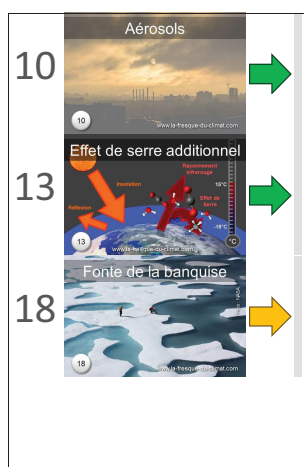 10
Aérosols
10
www.la-fresque-du-climat.com
13
Effet de serre additionnel
Rayonnement
infrarouge
Insolation
15°C
Effet de
Serre
Réflexion
-18°C
13
www.la-fresque-du-climat.com
°C
18
Fonte de la banquise
18
www.la-fresque-du-climat.com